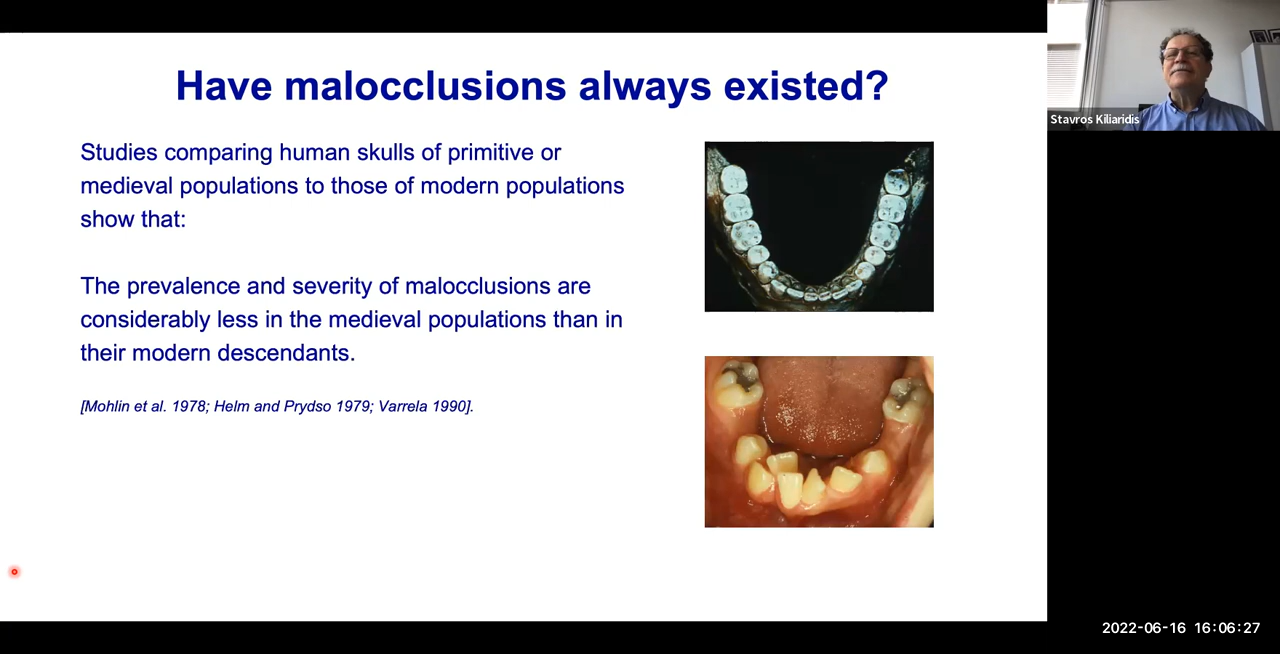 Have malocclusions always existed?
Studies comparing human skulls of primitive or
medieval populations to those of modern populations
show that:
The prevalence and severity of malocclusions are
considerably less in the medieval populations than in
their modern descendants.
[Mohlin et al. 1978; Helm and Prydso 1979; Varrela 1990].
Stavros Kiliaridis
2022-06-16 16:06:27